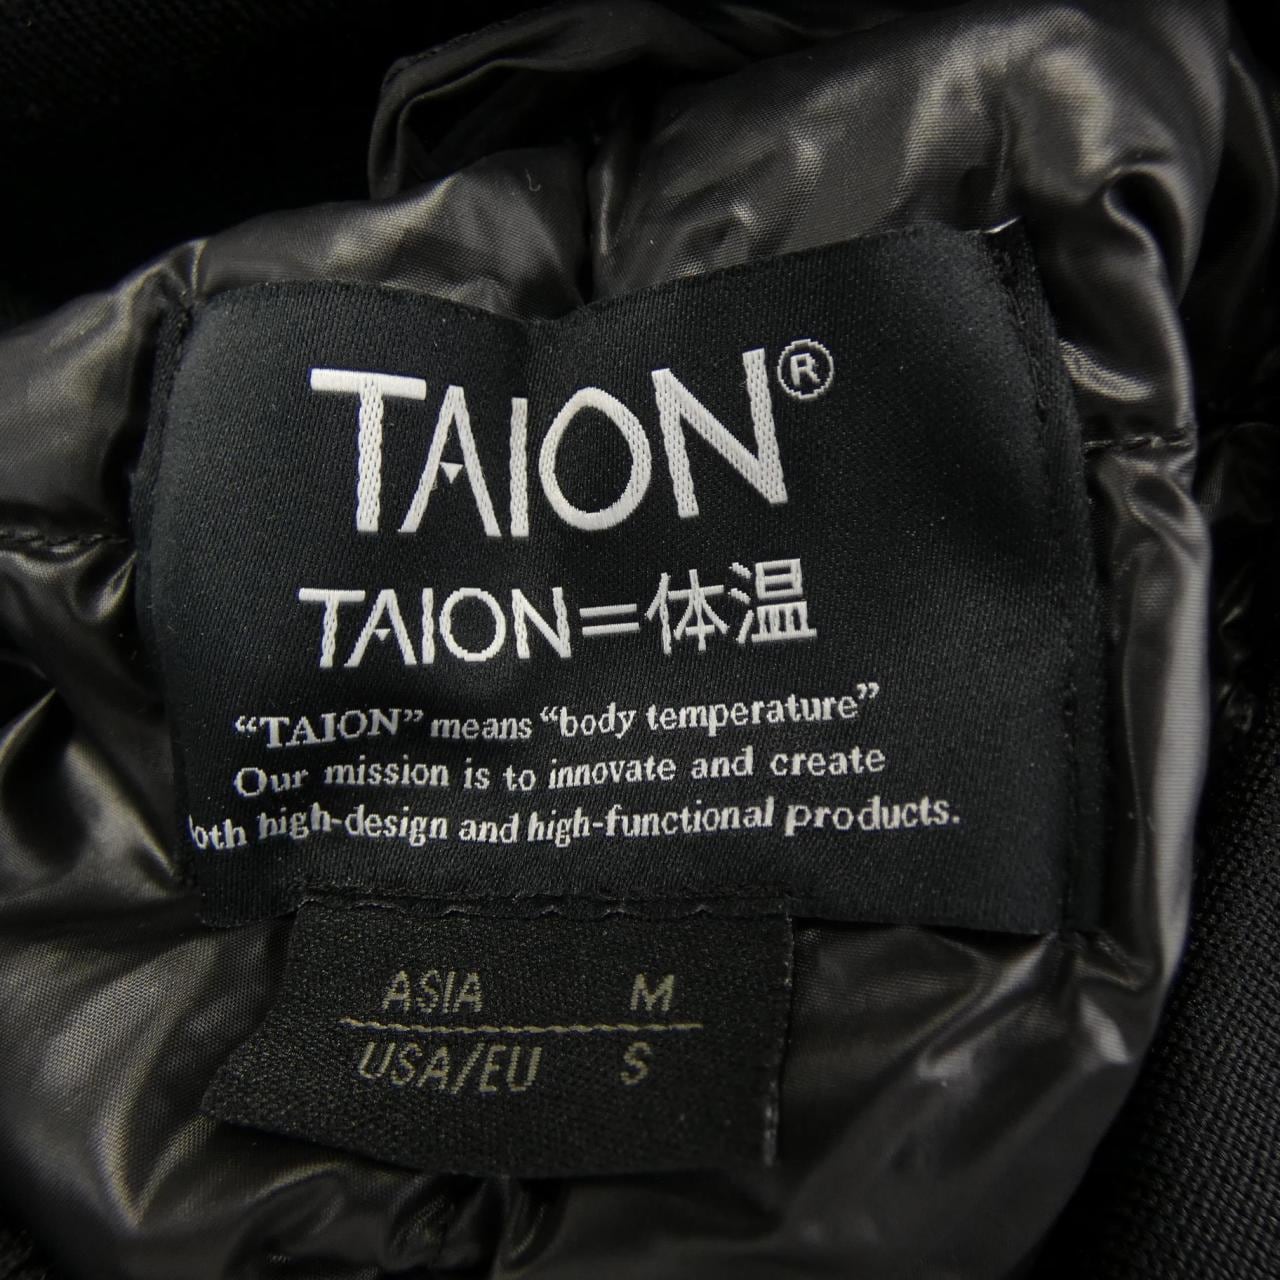 TAION®
TAION=体温
“TAION” means “body temperature”
Our mission is to innovate and create
both high-design and high-functional products.
ASIA M
USA/EU S